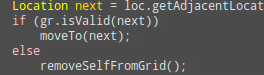 Location next = loc.getAdjacentLocat
if (gr.isValid(next))
    moveTo(next);
else
    removeSelfFromGrid();